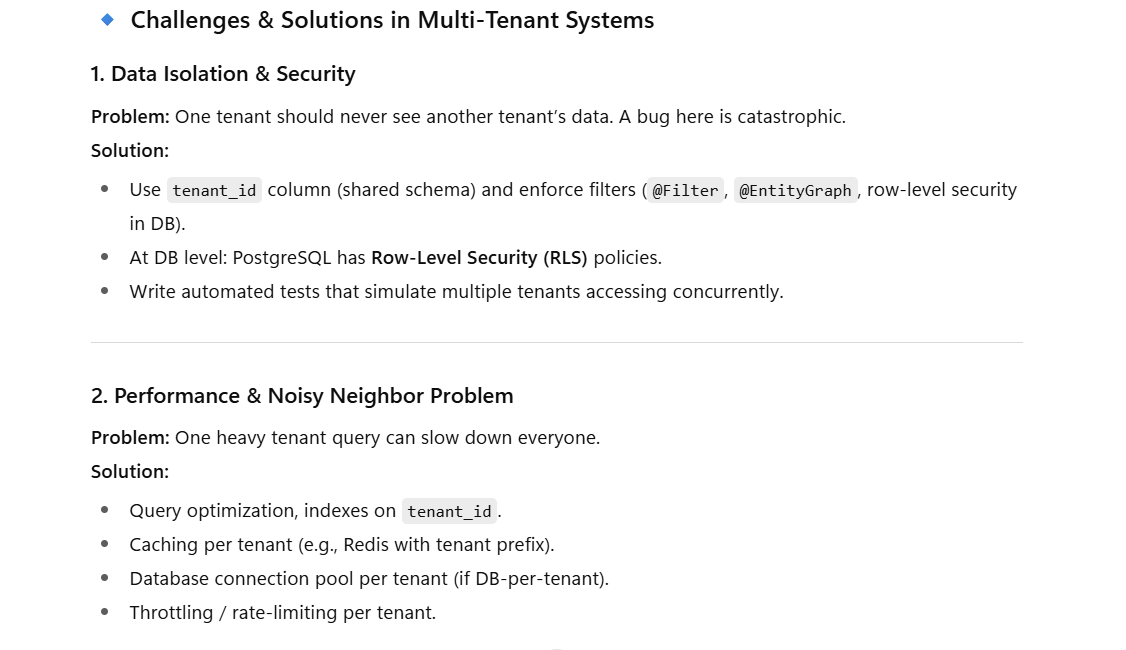 Challenges & Solutions in Multi-Tenant Systems
1. Data Isolation & Security
Problem: One tenant should never see another tenant’s data. A bug here is catastrophic.
Solution:
Use tenant_id column (shared schema) and enforce filters (@Filter, @EntityGraph, row-level security
in DB).
At DB level: PostgreSQL has Row-Level Security (RLS) policies.
Write automated tests that simulate multiple tenants accessing concurrently.
2. Performance & Noisy Neighbor Problem
Problem: One heavy tenant query can slow down everyone.
Solution:
Query optimization, indexes on tenant_id.
Caching per tenant (e.g., Redis with tenant prefix).
Database connection pool per tenant (if DB-per-tenant).
Throttling / rate-limiting per tenant.